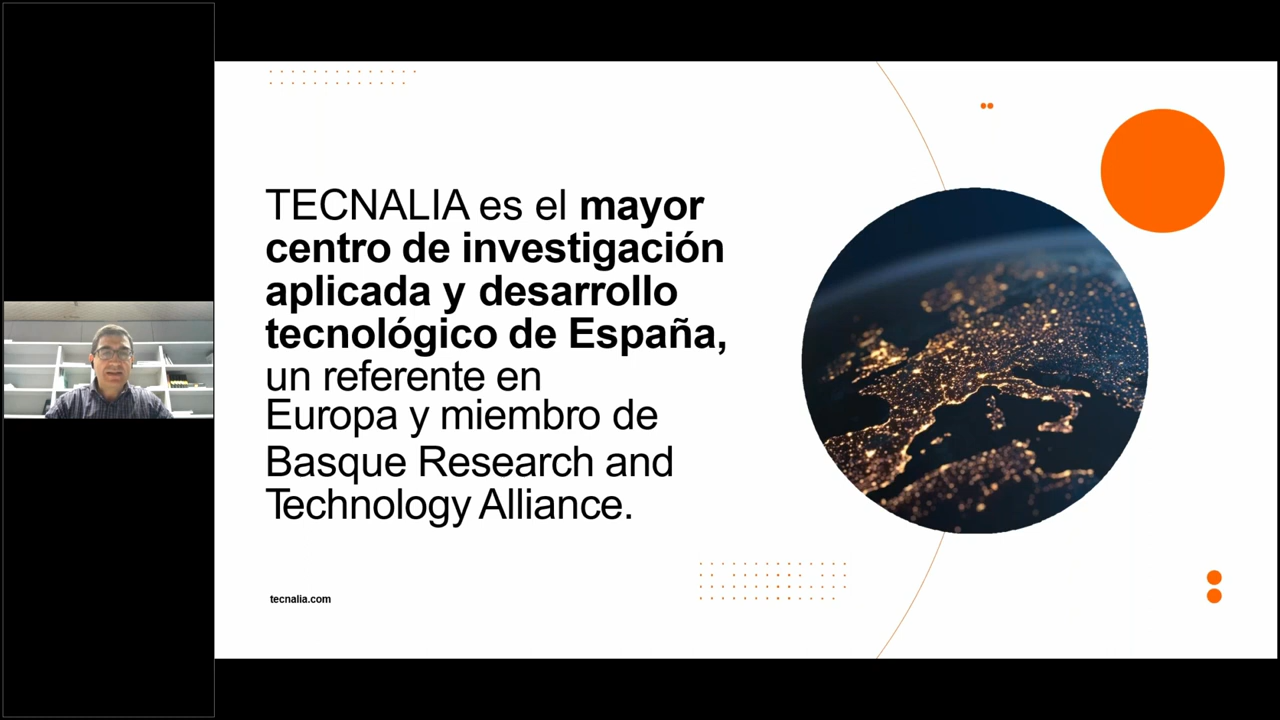 TECNALIA es el mayor
centro de investigación
aplicada y desarrollo
tecnológico de España,
un referente en
Europa y miembro de
Basque Research and
Technology Alliance.
tecnalia.com